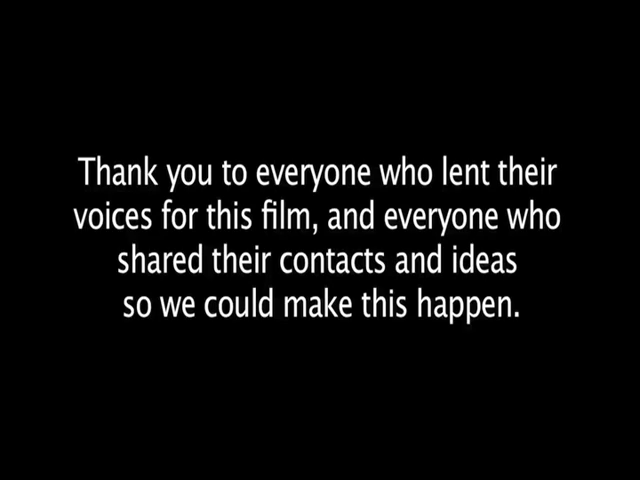 Thank you to everyone who lent their
voices for this film, and everyone who
shared their contacts and ideas
so we could make this happen.